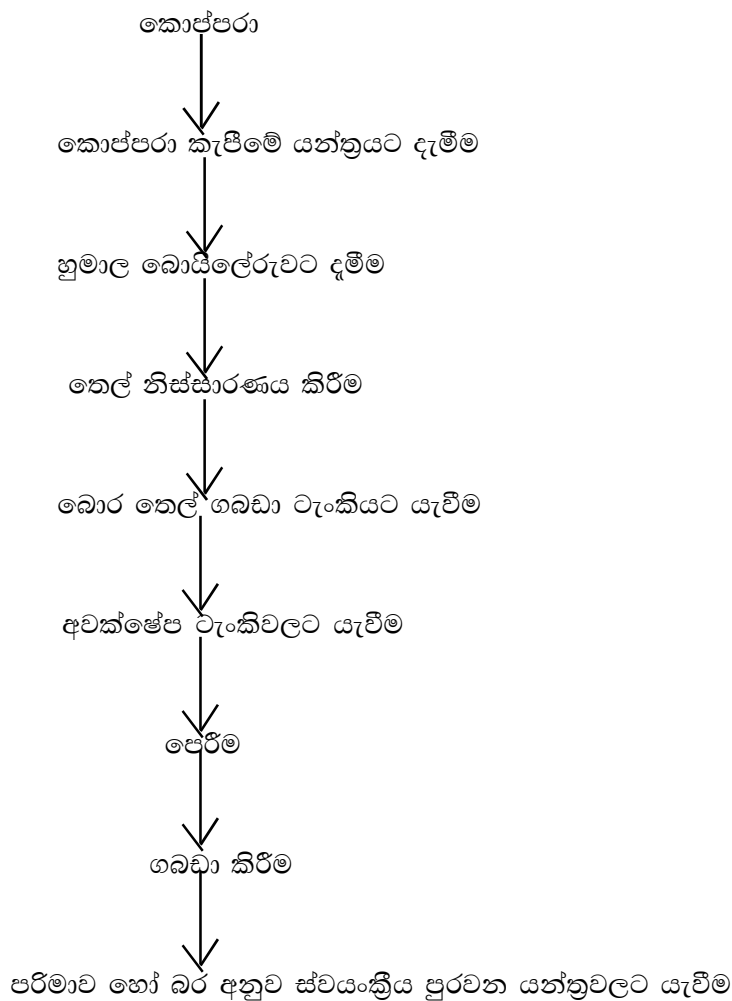 කොප්පරා
කොප්පරා කැපීමේ යන්ත්‍රයට දැමීම
හුමාල බොයිලේරුවට දැමීම
තෙල් නිස්සාරණය කිරීම
බොර තෙල් ගබඩා ටැංකියට යැවීම
අවක්ෂේප ටැංකිවලට යැවීම
පෙරීම
ගබඩා කිරීම
පරිමාව හෝ බර අනුව ස්වයංක්‍රීය පුරවන යන්ත්‍රවලට යැවීම